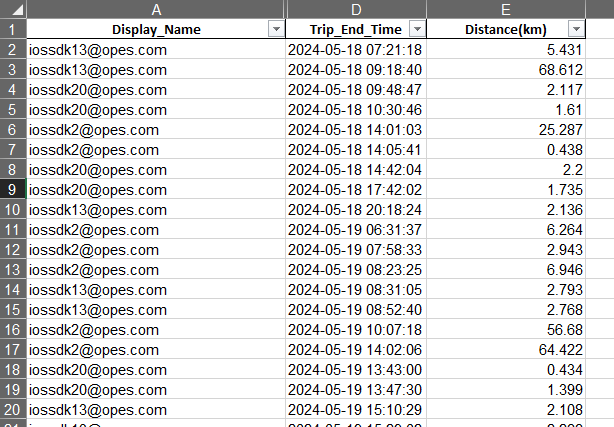 A D E
1 Display_Name Trip_End_Time Distance(km)
2 iossdk13@opes.com 2024-05-18 07:21:18 5.431
3 iossdk13@opes.com 2024-05-18 09:18:40 68.612
4 iossdk20@opes.com 2024-05-18 09:48:47 2.117
5 iossdk20@opes.com 2024-05-18 10:30:46 1.61
6 iossdk2@opes.com 2024-05-18 14:01:03 25.287
7 iossdk2@opes.com 2024-05-18 14:05:41 0.438
8 iossdk20@opes.com 2024-05-18 14:42:04 2.2
9 iossdk20@opes.com 2024-05-18 17:42:02 1.735
10 iossdk13@opes.com 2024-05-18 20:18:24 2.136
11 iossdk2@opes.com 2024-05-19 06:31:37 6.264
12 iossdk2@opes.com 2024-05-19 07:58:33 2.943
13 iossdk2@opes.com 2024-05-19 08:23:25 6.946
14 iossdk13@opes.com 2024-05-19 08:31:05 2.793
15 iossdk13@opes.com 2024-05-19 08:52:40 2.768
16 iossdk2@opes.com 2024-05-19 10:07:18 56.68
17 iossdk2@opes.com 2024-05-19 14:02:06 64.422
18 iossdk20@opes.com 2024-05-19 13:43:00 0.434
19 iossdk20@opes.com 2024-05-19 13:47:30 1.399
20 iossdk13@opes.com 2024-05-19 15:10:29 2.108